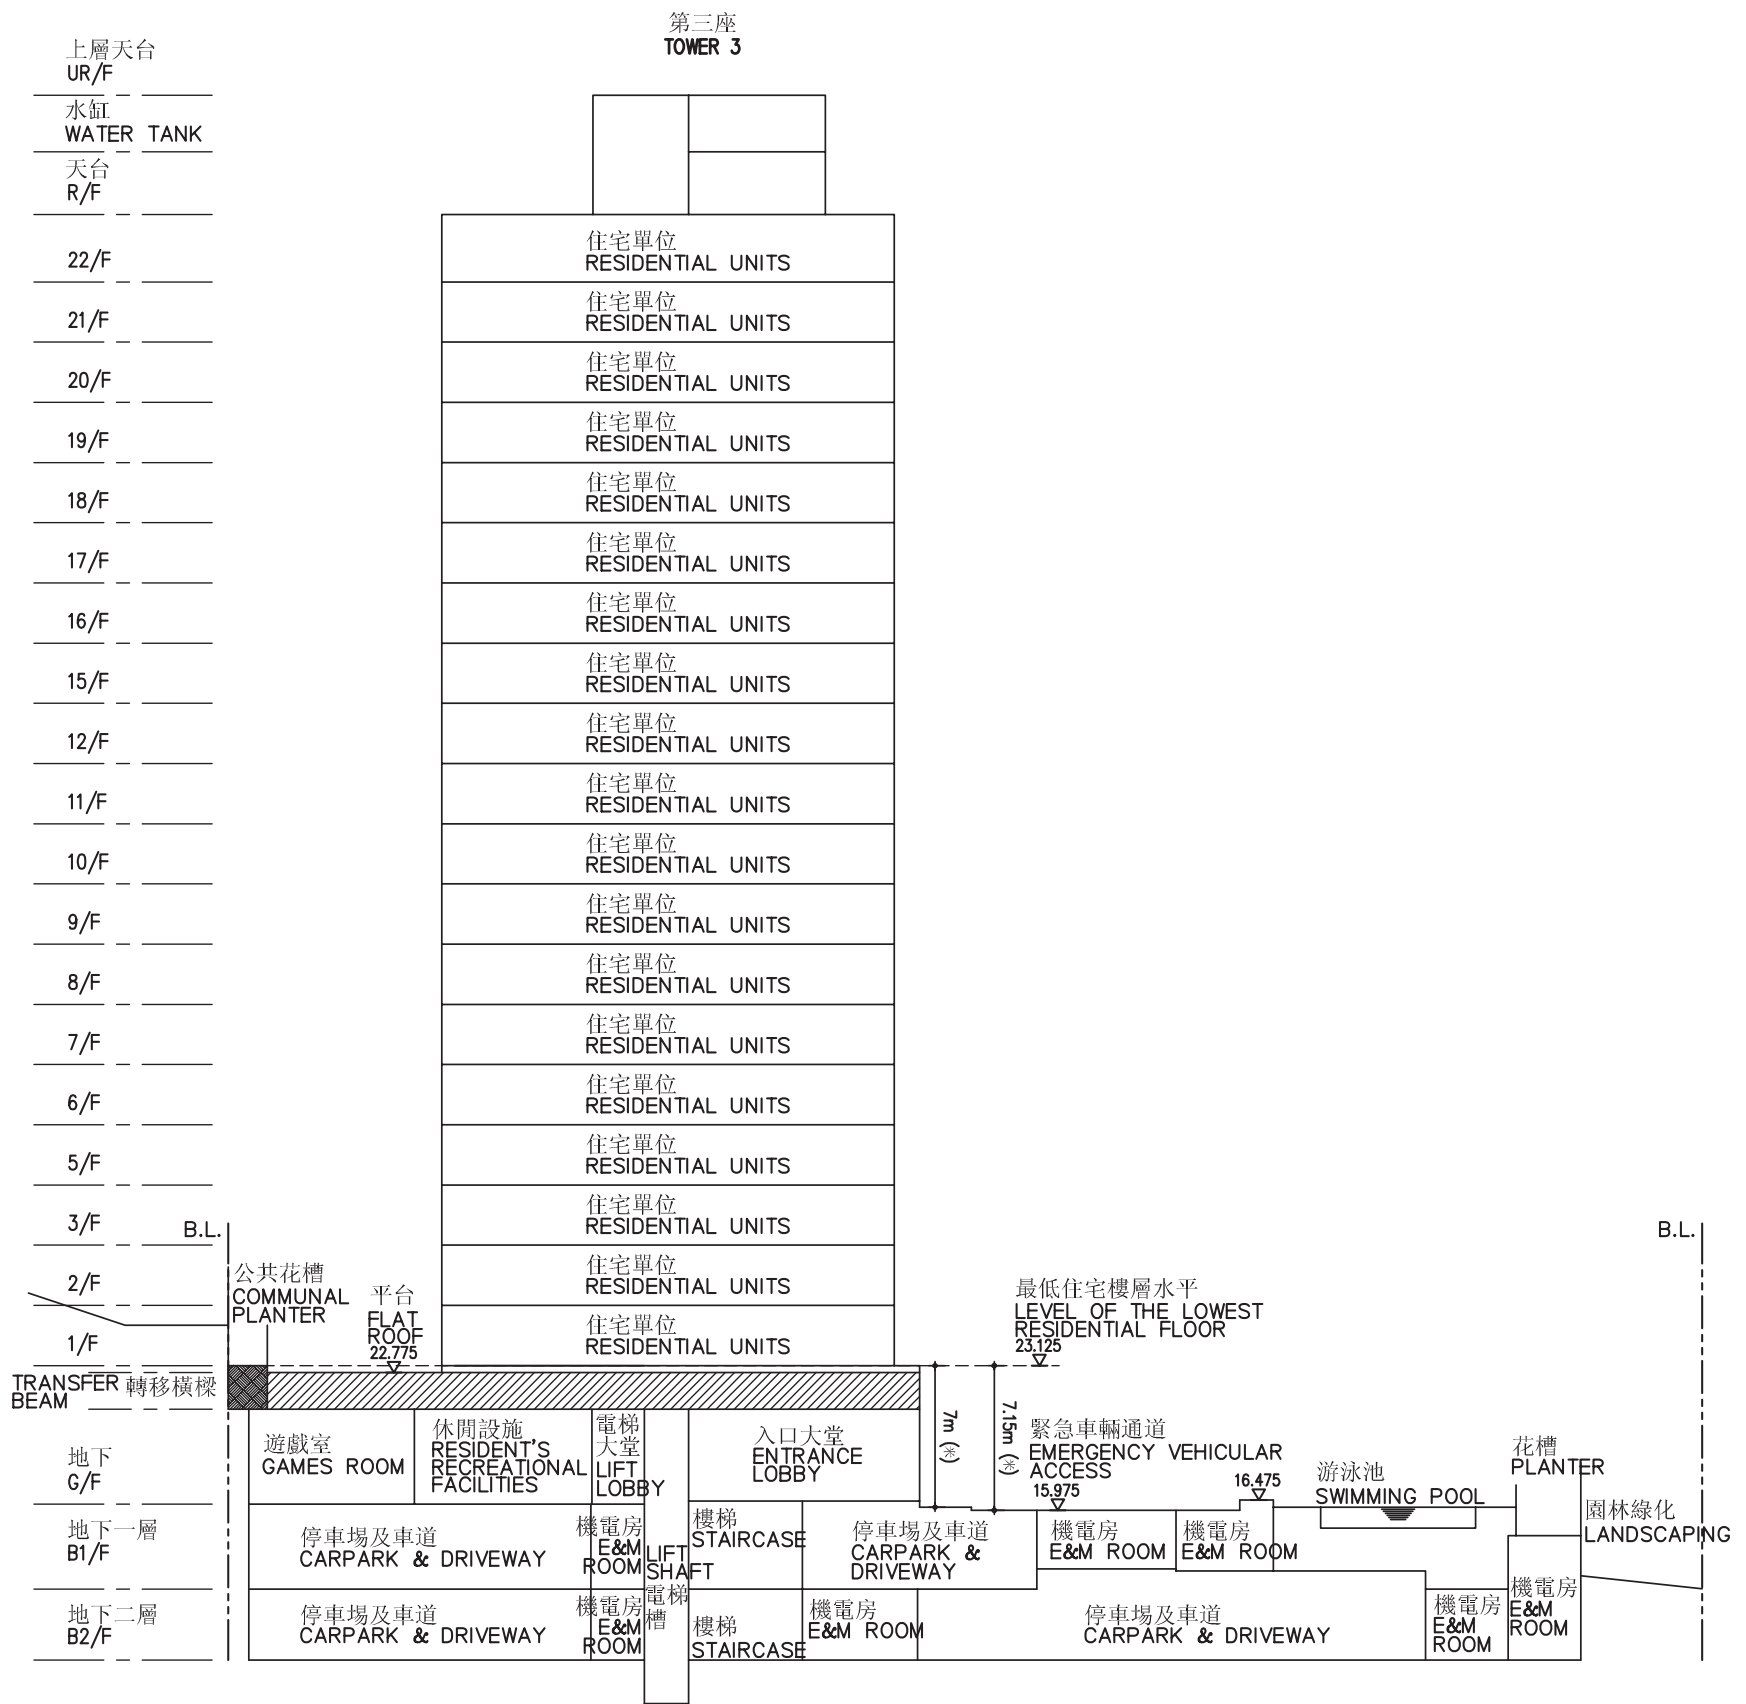 第三座
TOWER 3
上層天台
UR/F
水缸
WATER TANK
天台
R/F
22/F
住宅單位
RESIDENTIAL UNITS
21/F
住宅單位
RESIDENTIAL UNITS
20/F
住宅單位
RESIDENTIAL UNITS
19/F
住宅單位
RESIDENTIAL UNITS
18/F
住宅單位
RESIDENTIAL UNITS
17/F
住宅單位
RESIDENTIAL UNITS
16/F
住宅單位
RESIDENTIAL UNITS
15/F
住宅單位
RESIDENTIAL UNITS
12/F
住宅單位
RESIDENTIAL UNITS
11/F
住宅單位
RESIDENTIAL UNITS
10/F
住宅單位
RESIDENTIAL UNITS
9/F
住宅單位
RESIDENTIAL UNITS
8/F
住宅單位
RESIDENTIAL UNITS
7/F
住宅單位
RESIDENTIAL UNITS
6/F
住宅單位
RESIDENTIAL UNITS
5/F
住宅單位
RESIDENTIAL UNITS
3/F
住宅單位
RESIDENTIAL UNITS
B.L.
B.L.
2/F
住宅單位
RESIDENTIAL UNITS
公共花槽
COMMUNAL
PLANTER
平台
FLAT
ROOF
22.775
最低住宅樓層水平
LEVEL OF THE LOWEST
RESIDENTIAL FLOOR
23.125
1/F
住宅單位
RESIDENTIAL UNITS
TRANSFER 轉移橫樑
BEAM
地下
G/F
遊戲室
GAMES ROOM
休閒設施
RESIDENT'S
RECREATIONAL
FACILITIES
電梯
大堂
LIFT
LOBBY
入口大堂
ENTRANCE
LOBBY
7m (※)
7.15m (※)
緊急車輛通道
EMERGENCY VEHICULAR
ACCESS
15.975
16.475
游泳池
SWIMMING POOL
花槽
PLANTER
園林綠化
LANDSCAPING
地下一層
B1/F
停車場及車道
CARPARK & DRIVEWAY
機電房
E&M
ROOM
LIFT
SHAFT
電梯
槽
樓梯
STAIRCASE
停車場及車道
CARPARK &
DRIVEWAY
機電房
E&M ROOM
機電房
E&M ROOM
地下二層
B2/F
停車場及車道
CARPARK & DRIVEWAY
機電房
E&M
ROOM
樓梯
STAIRCASE
機電房
E&M ROOM
停車場及車道
CARPARK & DRIVEWAY
機電房
E&M
ROOM
機電房
E&M
ROOM